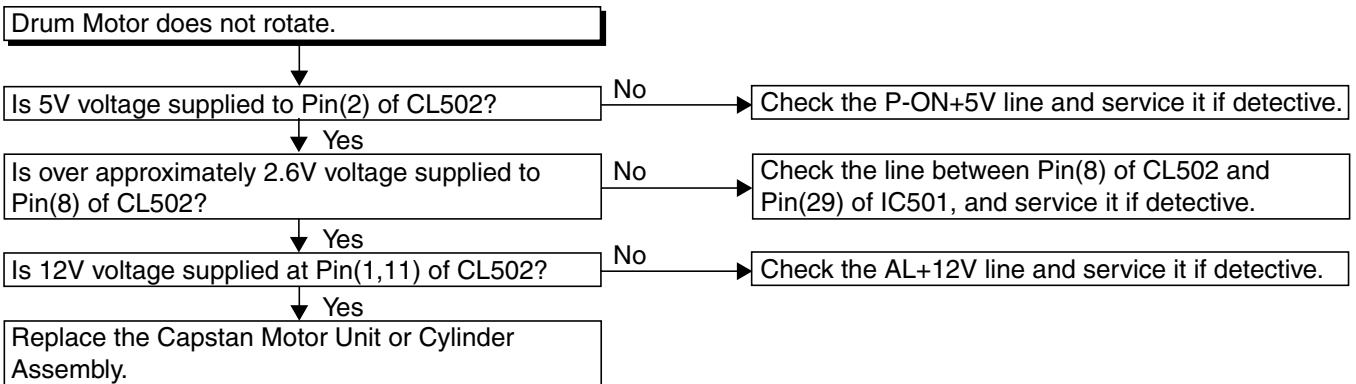 Drum Motor does not rotate.
Is 5V voltage supplied to Pin(2) of CL502?
No
Check the P-ON+5V line and service it if detective.
Yes
Is over approximately 2.6V voltage supplied to
Pin(8) of CL502?
No
Check the line between Pin(8) of CL502 and
Pin(29) of IC501, and service it if detective.
Yes
Is 12V voltage supplied at Pin(1,11) of CL502?
No
Check the AL+12V line and service it if detective.
Yes
Replace the Capstan Motor Unit or Cylinder
Assembly.